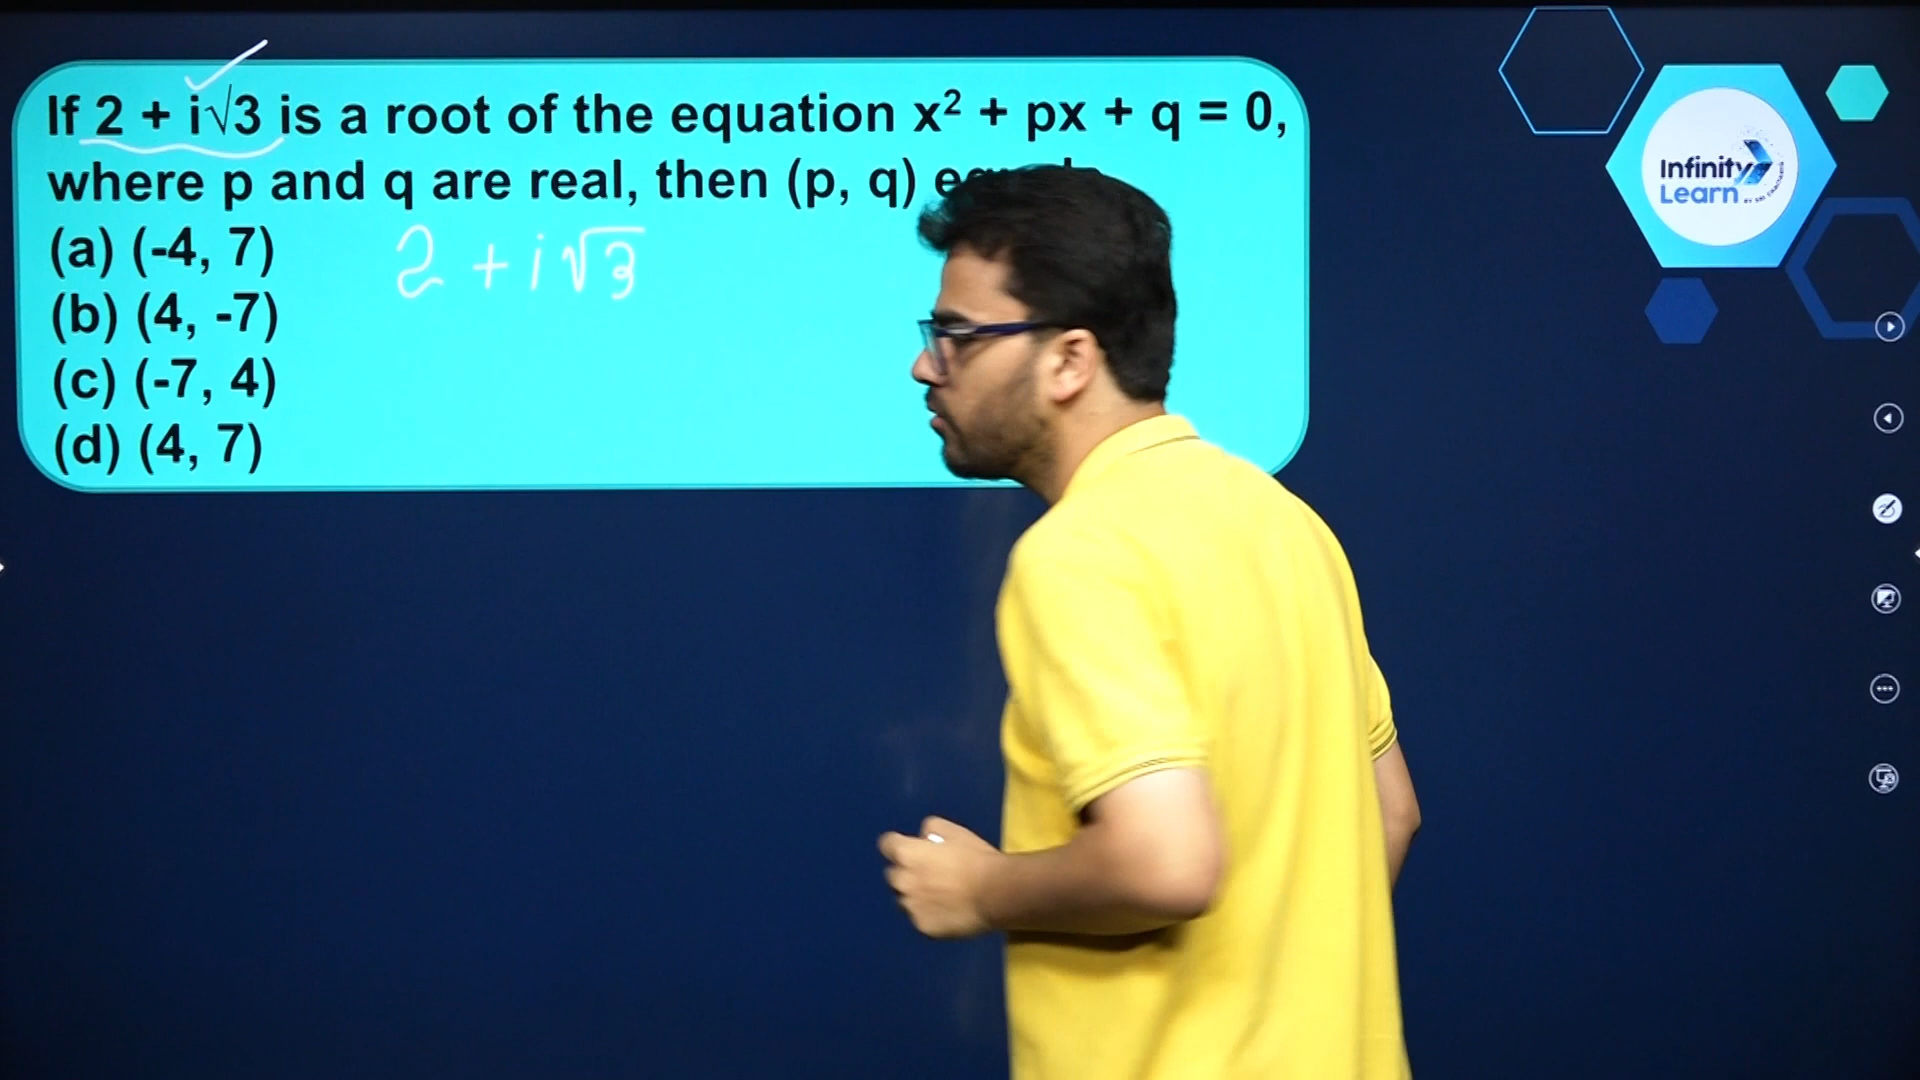 If 2 + i√3 is a root of the equation x² + px + q = 0,
where p and q are real, then (p, q)
(a) (-4, 7)
2 + i√3
(b) (4, -7)
(c) (-7, 4)
(d) (4, 7)
Infinity
Learn